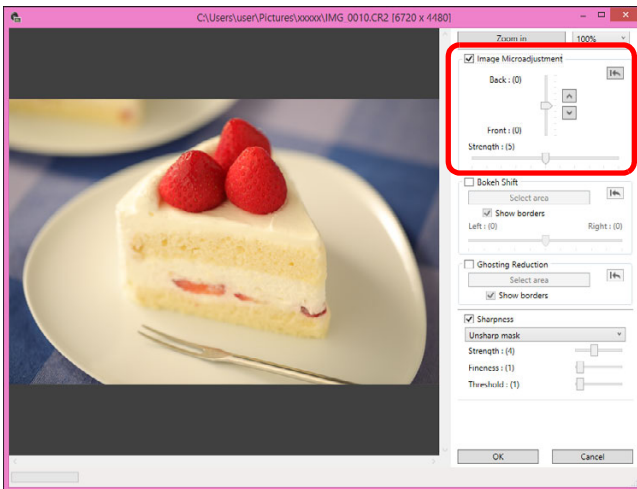 C:\Users\user\Pictures\xxxxx\IMG_0010.CR2 [6720 x 4480]
Zoom in 100%
Image Microadjustment
Back : (0)
Front : (0)
Strength : (5)
Bokeh Shift
Select area
Show borders
Left : (0) Right : (0)
Ghosting Reduction
Select area
Show borders
Sharpness
Unsharp mask
Strength : (4)
Fineness : (1)
Threshold : (1)
OK Cancel